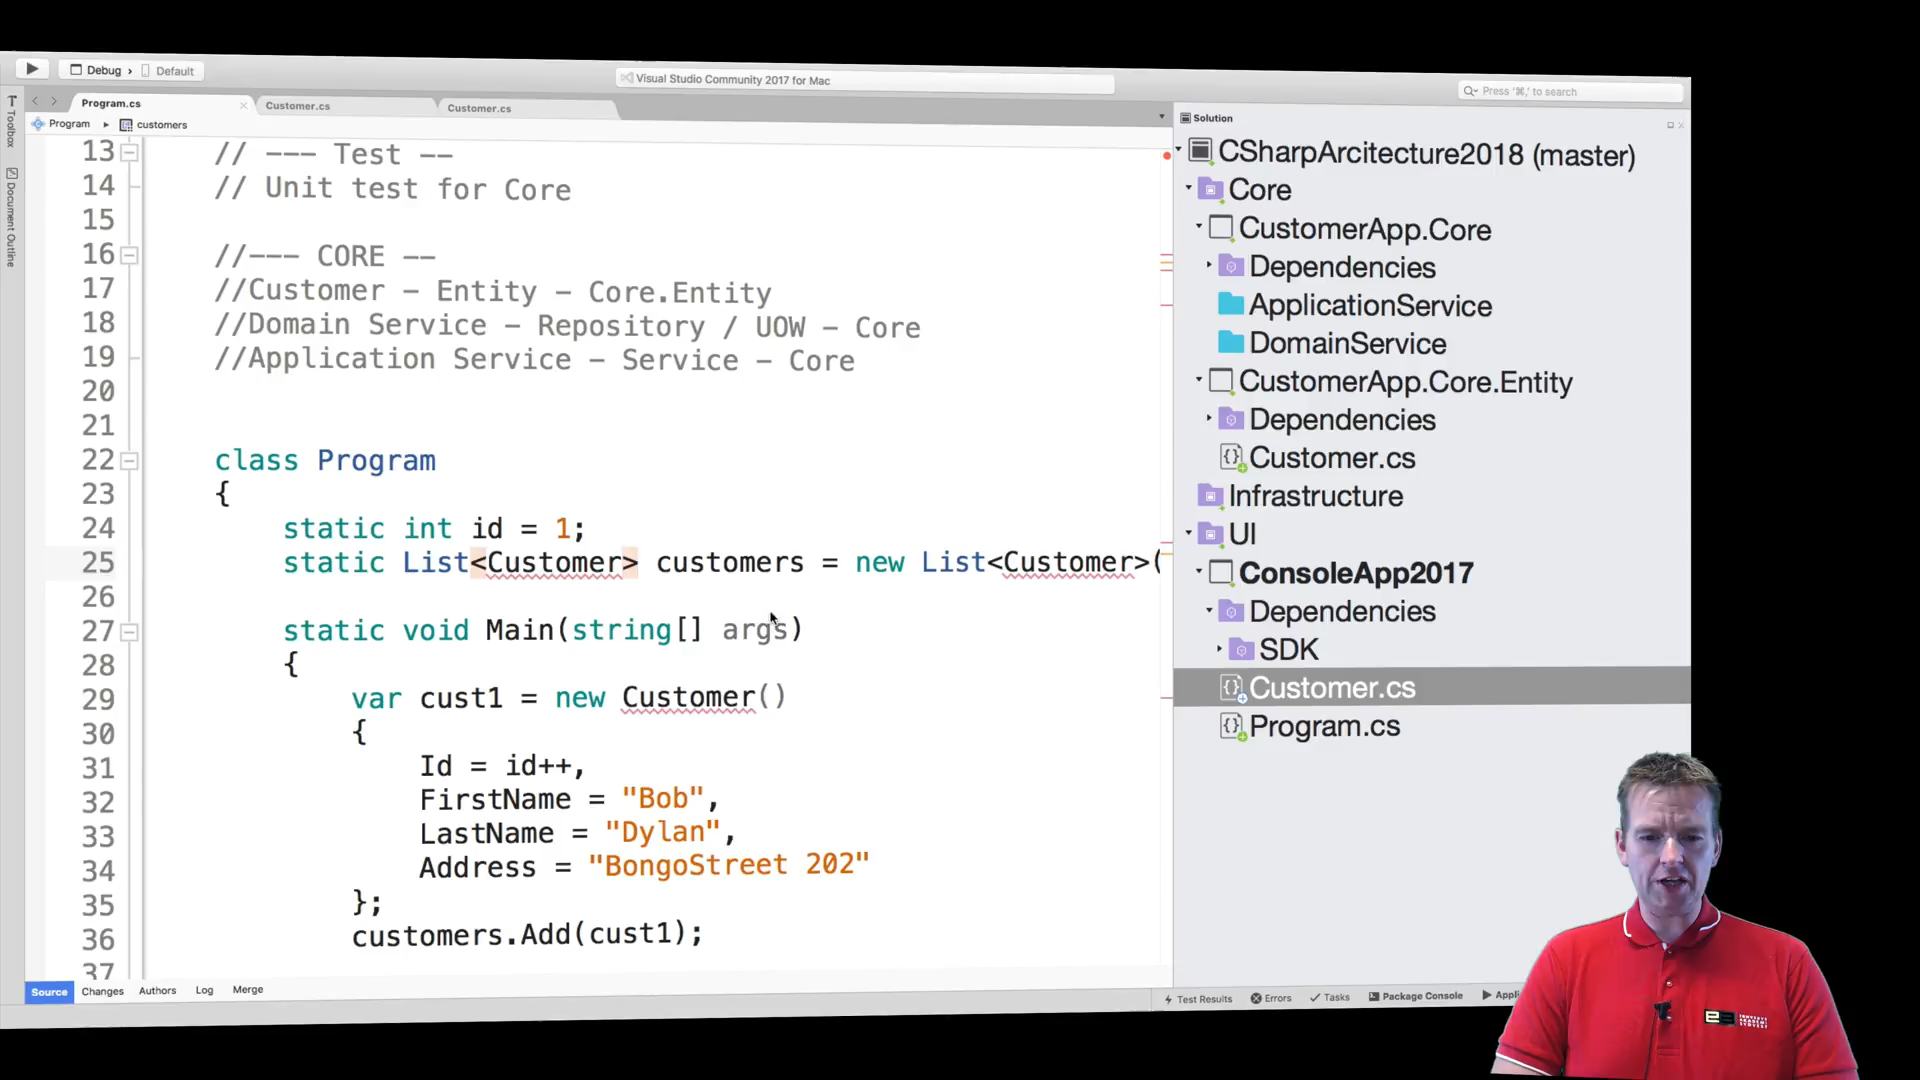 Debug
Default
Visual Studio Community 2017 for Mac
Press '⌘,' to search
Program.cs
Customer.cs
Customer.cs
Program
customers
Toolbox
Document Outline
13 // --- Test --
14 // Unit test for Core
15
16 //--- CORE --
17 //Customer - Entity - Core.Entity
18 //Domain Service - Repository / UOW - Core
19 //Application Service - Service - Core
20
21
22 class Program
23 {
24 static int id = 1;
25 static List<Customer> customers = new List<Customer>(
26
27 static void Main(string[] args)
28 {
29 var cust1 = new Customer()
30 {
31 Id = id++,
32 FirstName = "Bob",
33 LastName = "Dylan",
34 Address = "BongoStreet 202"
35 };
36 customers.Add(cust1);
37
Source
Changes
Authors
Log
Merge
Solution
CSharpArcitecture2018 (master)
Core
CustomerApp.Core
Dependencies
ApplicationService
DomainService
CustomerApp.Core.Entity
Dependencies
Customer.cs
Infrastructure
UI
ConsoleApp2017
Dependencies
SDK
Customer.cs
Program.cs
Test Results
Errors
Tasks
Package Console
Appli